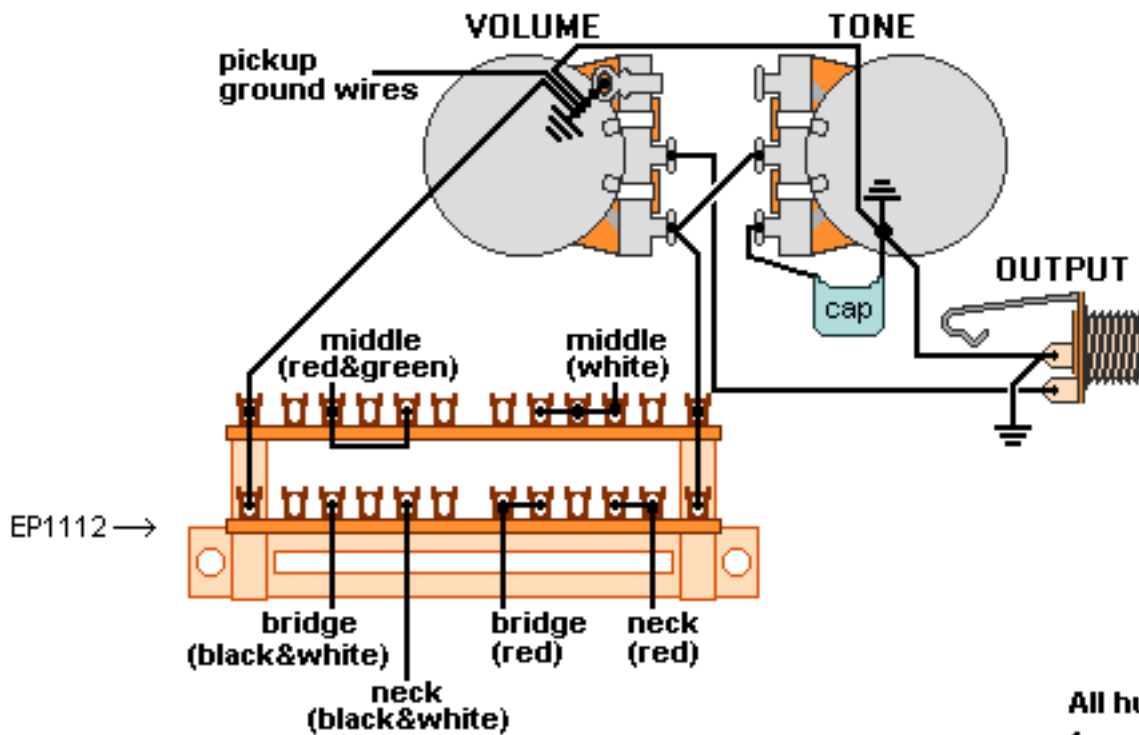 VOLUME
TONE
pickup
ground wires
cap
OUTPUT
middle
(red&green)
middle
(white)
EP1112
bridge
(black&white)
bridge
(red)
neck
(red)
neck
(black&white)
All hu